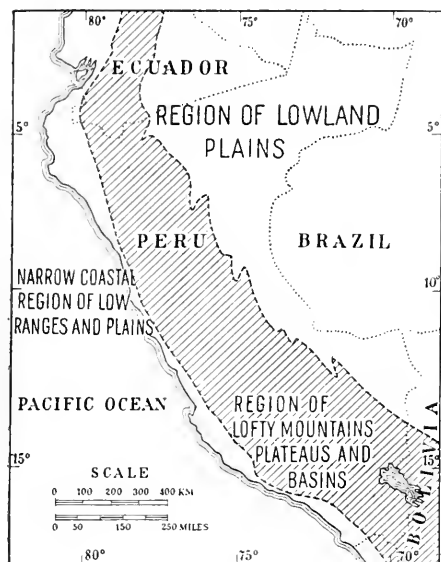 80° 75° 70°
ECUADOR
REGION OF LOWLAND
PLAINS
5° 5°
PERU
BRAZIL
NARROW COASTAL
REGION OF LOW
RANGES AND PLAINS
10°
PACIFIC OCEAN
REGION OF
LOFTY MOUNTAINS
PLATEAUS AND
BASINS
BOLIVIA
15° 15°
SCALE
0 100 200 300 400 KM
0 50 150 250 MILES
80° 75° 70°